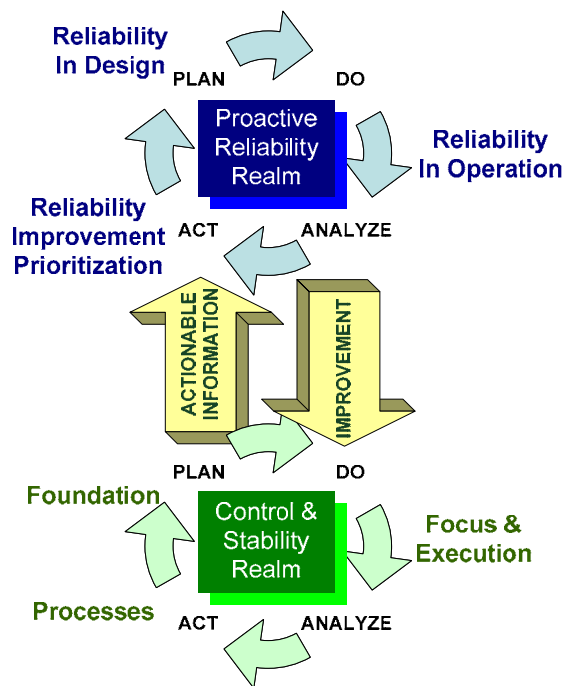 Reliability
In Design
PLAN
DO
Proactive
Reliability
Realm
Reliability
In Operation
Reliability
Improvement
Prioritization
ACT
ANALYZE
ACTIONABLE
INFORMATION
IMPROVEMENT
PLAN
DO
Foundation
Control &
Stability
Realm
Focus &
Execution
Processes
ACT
ANALYZE